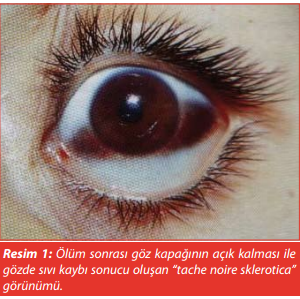 Resim 1: Ölüm sonrası göz kapağının açık kalması ile
gözde sıvı kaybı sonucu oluşan “tache noire sklerotica”
görünümü.